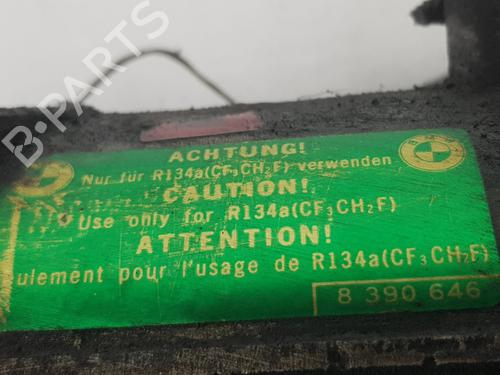 ACHTUNG!
Nur für R134a(CF₃CH₂F) verwenden
CAUTION!
Use only for R134a(CF₃CH₂F)
ATTENTION!
ulement pour l'usage de R134a(CF₃CH₂F)
8 390 646
B-PARTS
BMW